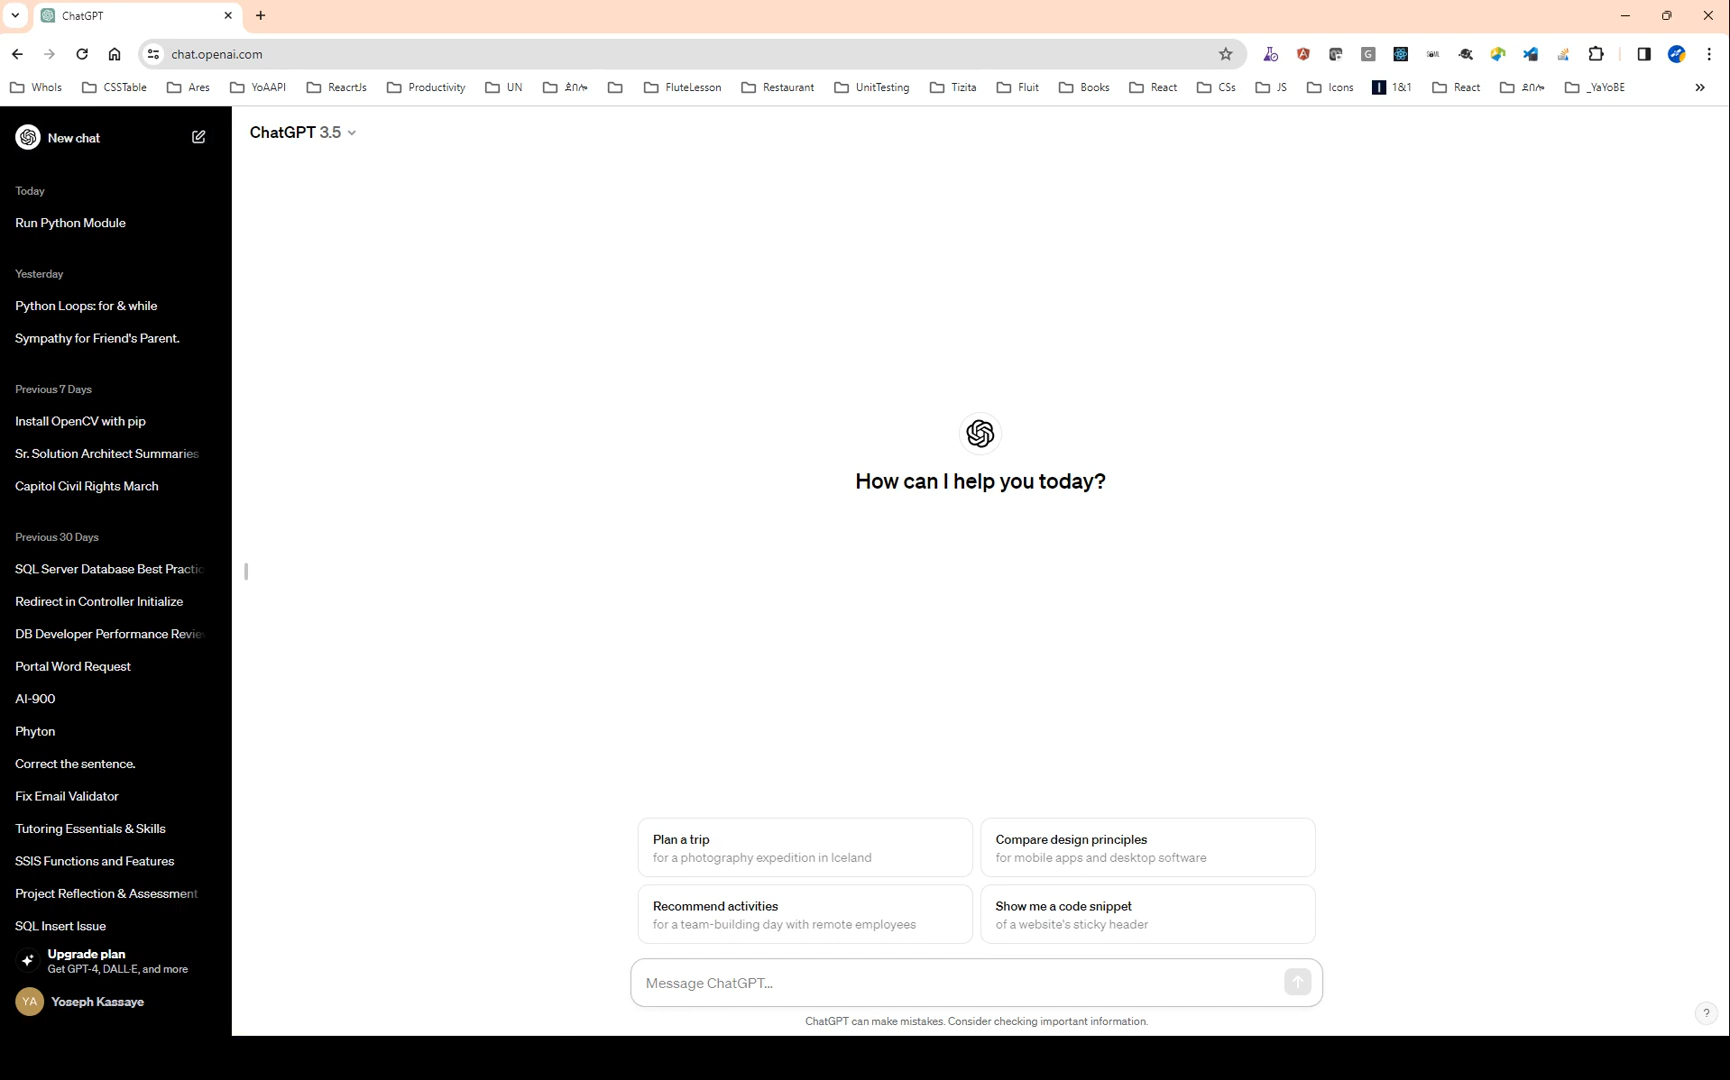 ChatGPT
chat.openai.com
WhoIs CSSTable Ares YoAAPI ReacrtJs Productivity UN FluteLesson Restaurant UnitTesting Tizita Fluit Books React CSs JS Icons 1&1 React _YaYoBE
New chat
ChatGPT 3.5
Today
Run Python Module
Yesterday
Python Loops: for & while
Sympathy for Friend's Parent.
Previous 7 Days
Install OpenCV with pip
Sr. Solution Architect Summaries
Capitol Civil Rights March
Previous 30 Days
SQL Server Database Best Practic
Redirect in Controller Initialize
DB Developer Performance Revie
Portal Word Request
AI-900
Phyton
Correct the sentence.
Fix Email Validator
Tutoring Essentials & Skills
SSIS Functions and Features
Project Reflection & Assessment
SQL Insert Issue
Upgrade plan
Get GPT-4, DALL·E, and more
YA Yoseph Kassaye
How can I help you today?
Plan a trip
for a photography expedition in Iceland
Compare design principles
for mobile apps and desktop software
Recommend activities
for a team-building day with remote employees
Show me a code snippet
of a website's sticky header
Message ChatGPT...
ChatGPT can make mistakes. Consider checking important information.
?